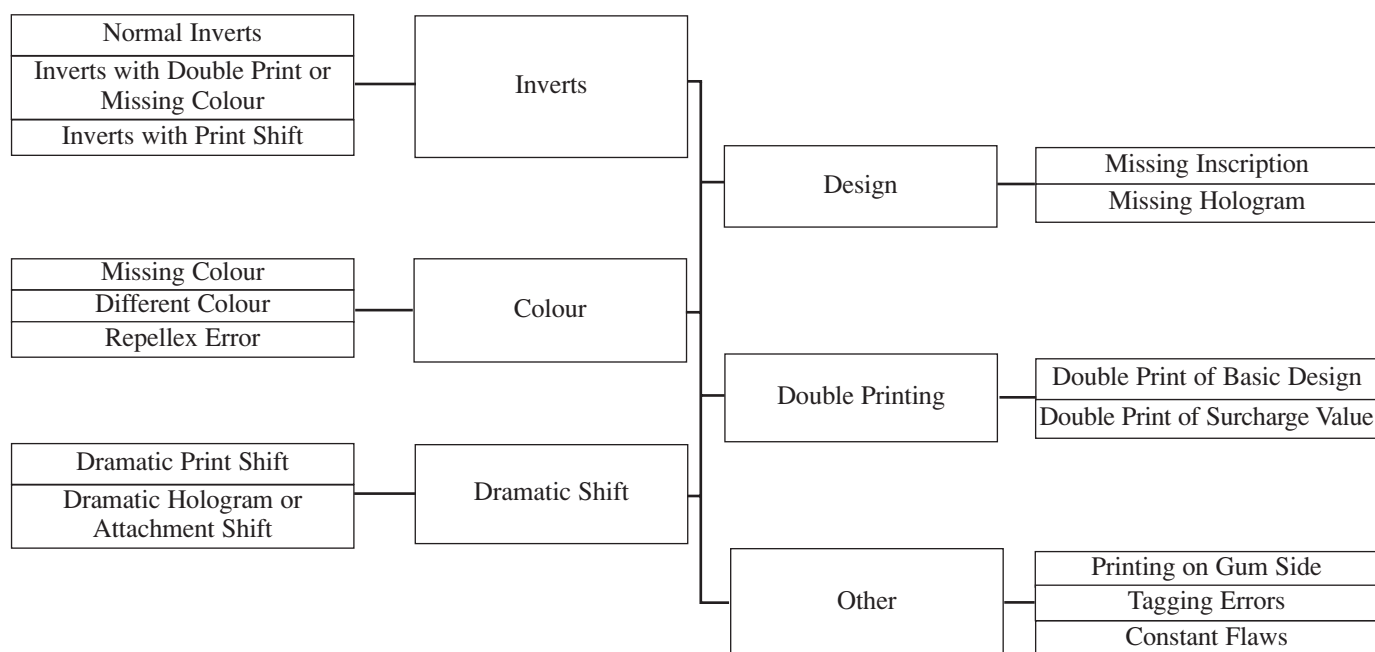 Normal Inverts
Inverts with Double Print or
Missing Colour
Inverts with Print Shift
Inverts
Design
Missing Inscription
Missing Hologram
Missing Colour
Different Colour
Repellex Error
Colour
Double Printing
Double Print of Basic Design
Double Print of Surcharge Value
Dramatic Print Shift
Dramatic Hologram or
Attachment Shift
Dramatic Shift
Other
Printing on Gum Side
Tagging Errors
Constant Flaws